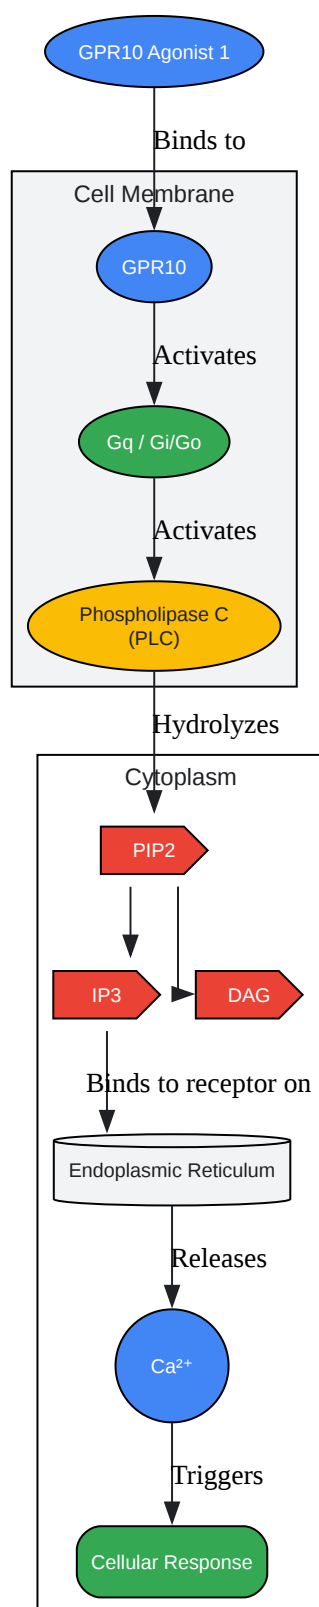 GPR10 Agonist 1
Binds to
Cell Membrane
GPR10
Activates
Gq / Gi/Go
Activates
Phospholipase C
(PLC)
Hydrolyzes
Cytoplasm
PIP2
IP3
DAG
Binds to receptor on
Endoplasmic Reticulum
Releases
Ca²⁺
Triggers
Cellular Response